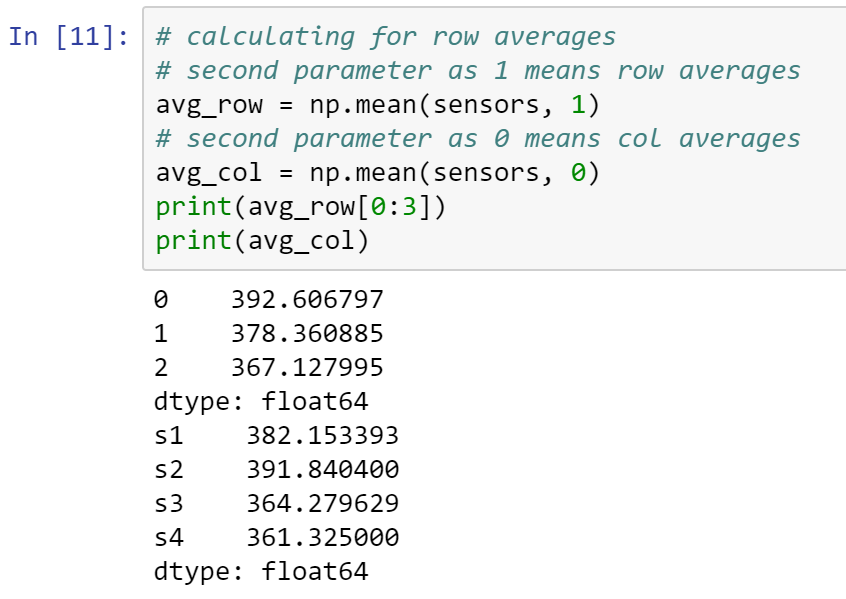 In [11]: # calculating for row averages
# second parameter as 1 means row averages
avg_row = np.mean(sensors, 1)
# second parameter as 0 means col averages
avg_col = np.mean(sensors, 0)
print(avg_row[0:3])
print(avg_col)
0    392.606797
1    378.360885
2    367.127995
dtype: float64
s1    382.153393
s2    391.840400
s3    364.279629
s4    361.325000
dtype: float64